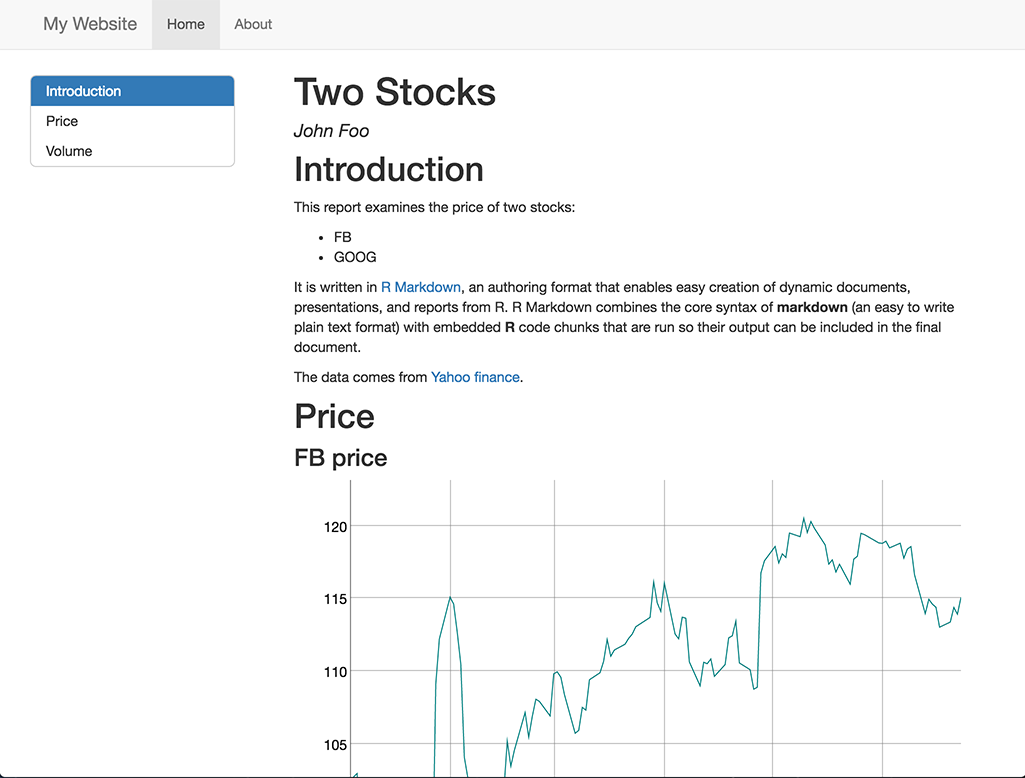 My Website Home About
Introduction
Price
Volume
Two Stocks
John Foo
Introduction
This report examines the price of two stocks:
• FB
• GOOG
It is written in R Markdown, an authoring format that enables easy creation of dynamic documents,
presentations, and reports from R. R Markdown combines the core syntax of markdown (an easy to write
plain text format) with embedded R code chunks that are run so their output can be included in the final
document.
The data comes from Yahoo finance.
Price
FB price
120
115
110
105